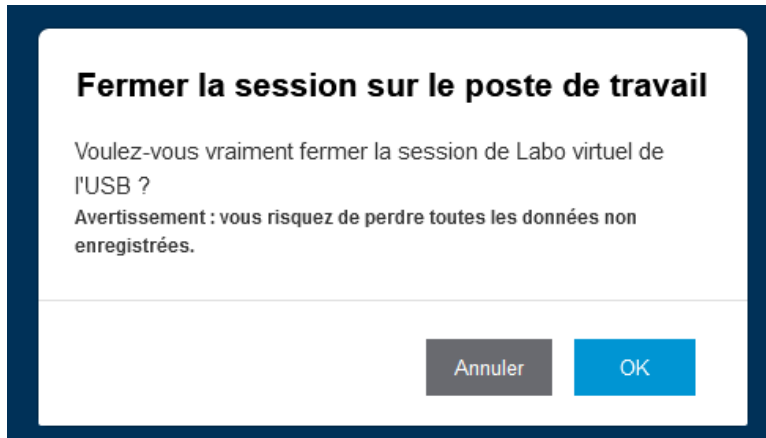 Fermer la session sur le poste de travail
Voulez-vous vraiment fermer la session de Labo virtuel de
l'USB ?
Avertissement : vous risquez de perdre toutes les données non
enregistrées.
Annuler
OK